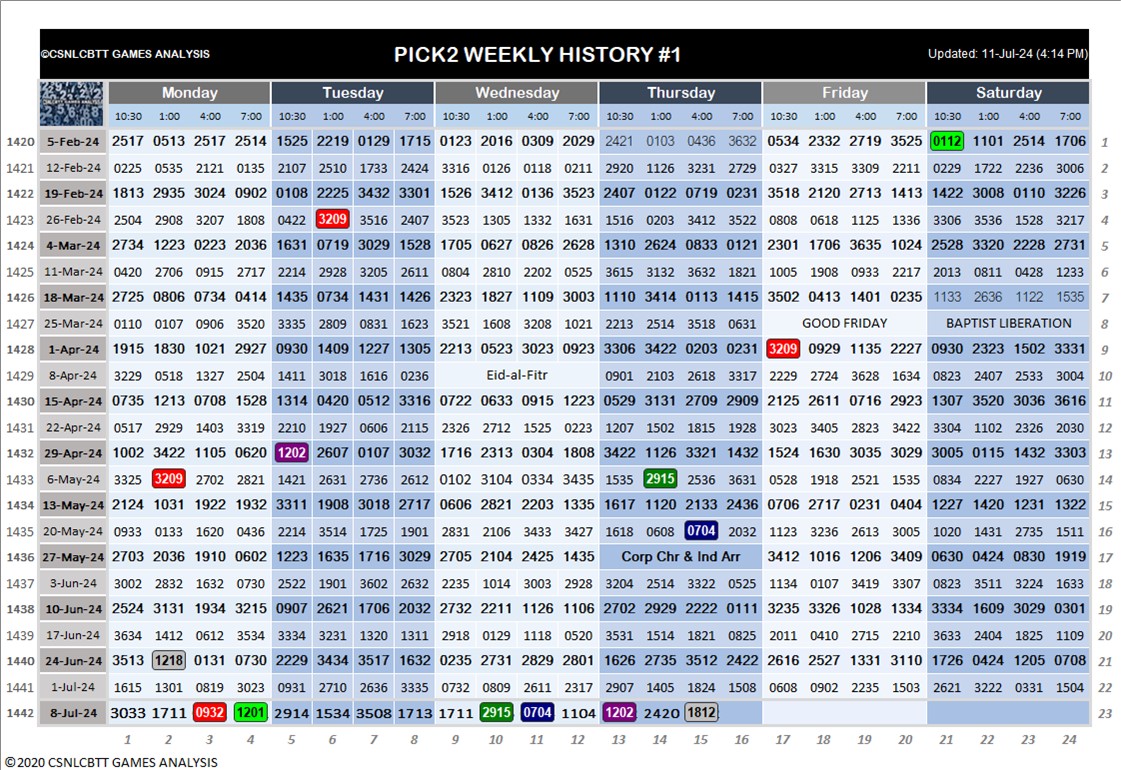 ©CSNLCBTT GAMES ANALYSIS PICK2 WEEKLY HISTORY #1 Updated: 11-Jul-24 (4:14 PM)
CSNLCBTT GAMES ANALYSIS Monday Tuesday Wednesday Thursday Friday Saturday
10:30 1:00 4:00 7:00 10:30 1:00 4:00 7:00 10:30 1:00 4:00 7:00 10:30 1:00 4:00 7:00 10:30 1:00 4:00 7:00 10:30 1:00 4:00 7:00
1420 5-Feb-24 2517 0513 2517 2514 1525 2219 0129 1715 0123 2016 0309 2029 2421 0103 0436 3632 0534 2332 2719 3525 0112 1101 2514 1706 1
1421 12-Feb-24 0225 0535 2121 0135 2107 2510 1733 2424 3316 0126 0118 0211 2920 1126 3231 2729 0327 3315 3309 2211 0229 1722 2236 3006 2
1422 19-Feb-24 1813 2935 3024 0902 0108 2225 3432 3301 1526 3412 0136 3523 2407 0122 0719 0231 3518 2120 2713 1413 1422 3008 0110 3226 3
1423 26-Feb-24 2504 2908 3207 1808 0422 3209 3516 2407 3523 1305 1332 1631 1516 0203 3412 3522 3008 0618 1125 1336 3306 3536 3128 3217 4
1424 4-Mar-24 2734 1223 0223 2036 1631 0719 3029 1528 1705 0627 0826 2628 1310 2624 0833 0121 2301 1706 3635 1024 2528 3320 2228 2731 5
1425 11-Mar-24 0420 2706 0915 2717 2214 2928 3205 2611 0804 2810 2202 0525 3615 3132 3632 1821 1005 1908 0933 2217 2013 0811 0428 1233 6
1426 18-Mar-24 2725 0806 0734 0414 1435 0734 1431 1426 2323 1827 1109 3003 1110 3414 0113 1415 3502 0413 1401 0235 1133 2636 1122 1535 7
1427 25-Mar-24 0110 0107 0906 3520 3335 2809 0831 1623 3521 1608 3208 1021 2213 2514 3518 0631 GOOD FRIDAY BAPTIST LIBERATION 8
1428 1-Apr-24 1915 1830 1021 2927 0930 1409 1227 1305 2213 0523 3023 0923 3306 3422 0203 0231 3209 0929 1135 2227 0930 2323 1502 3331 9
1429 8-Apr-24 3229 0518 1327 2504 1411 3018 1616 0236 Eid-al-Fitr 0901 2103 2618 3317 2229 2724 3628 1634 0823 2407 2533 3004 10
1430 15-Apr-24 0735 1213 0708 1528 1314 0420 0512 3316 0722 0633 0915 1223 0529 3131 2709 2909 2125 2611 0716 2923 1307 3520 3036 3616 11
1431 22-Apr-24 0517 2929 1403 3319 2210 1927 0606 2115 2326 2712 1525 0223 1207 1502 1815 1928 3023 3405 2823 3422 3304 1102 2326 2030 12
1432 29-Apr-24 1002 3422 1105 0620 1202 2607 0107 3032 1716 2313 0304 1808 3422 1126 3321 1432 1524 1630 3035 3029 3005 0115 1432 3303 13
1433 6-May-24 3325 3209 2702 2821 1421 2631 2736 2612 0102 3104 0334 3435 1535 2915 2536 3631 0528 1918 2521 1535 0834 2227 1927 0630 14
1434 13-May-24 2124 1031 1922 1932 3311 1908 3018 2717 0606 2821 2203 1335 1617 1120 2133 2436 0706 2717 0231 0404 1227 1420 1231 1322 15
1435 20-May-24 0933 0133 1620 0436 2214 3514 1725 1901 2831 2106 3433 3427 1618 0608 0704 2032 1123 3236 2613 3005 1020 1431 2735 1511 16
1436 27-May-24 2703 2036 1910 0602 1223 1635 1716 3029 2705 2104 2425 1435 Corp Chr & Ind Arr 3412 1016 1206 3409 0630 0424 0830 1919 17
1437 3-Jun-24 3002 2832 1632 0730 2522 1901 3602 2632 2235 1014 3003 2928 3204 2514 3322 0525 1134 0107 3419 3307 0823 3511 3224 1633 18
1438 10-Jun-24 2524 3131 1934 3215 0907 2621 1706 2032 2732 2211 1126 1106 2702 2929 2222 0111 3235 3326 1028 1334 3334 1609 3029 0301 19
1439 17-Jun-24 3634 1412 0612 3534 3334 3231 1320 1311 2918 0129 1118 0520 3531 1514 1821 0825 2011 0410 2715 2210 3632 2404 1825 1109 20
1440 24-Jun-24 3513 1218 0131 0730 2229 3434 3517 1632 0235 2731 2829 2801 1626 2735 3512 2422 2616 2527 1331 3110 1726 0424 1205 0708 21
1441 1-Jul-24 1615 1301 0819 3023 0931 2710 2636 3335 0732 0809 2611 2317 2907 1405 1824 1508 0608 0902 2235 1503 2621 3222 0331 1504 22
1442 8-Jul-24 3033 1711 0932 1201 2914 1534 3508 1713 1711 2915 0704 1104 1202 2420 1812 23
1 2 3 4 5 6 7 8 9 10 11 12 13 14 15 16 17 18 19 20 21 22 23 24
©2020 CSNLCBTT GAMES ANALYSIS